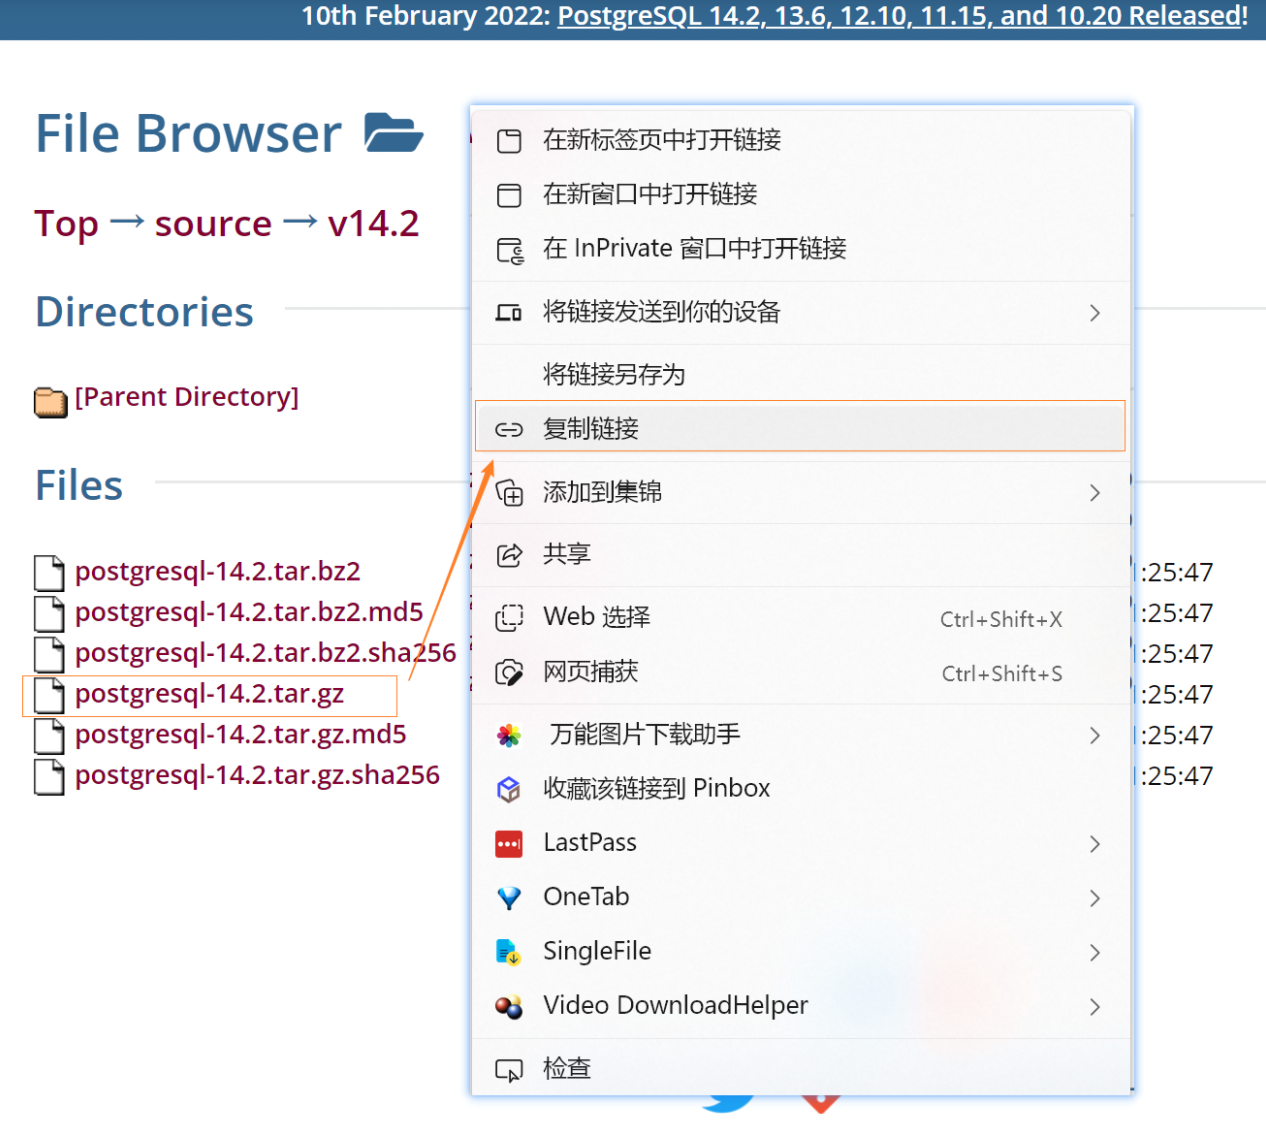 10th February 2022: PostgreSQL 14.2, 13.6, 12.10, 11.15, and 10.20 Released!
File Browser
Top → source → v14.2
Directories
[Parent Directory]
Files
postgresql-14.2.tar.bz2
postgresql-14.2.tar.bz2.md5
postgresql-14.2.tar.bz2.sha256
postgresql-14.2.tar.gz
postgresql-14.2.tar.gz.md5
postgresql-14.2.tar.gz.sha256
在新标签页中打开链接
在新窗口中打开链接
在 InPrivate 窗口中打开链接
将链接发送到你的设备
将链接另存为
复制链接
添加到集锦
共享
Web 选择 Ctrl+Shift+X
网页捕获 Ctrl+Shift+S
万能图片下载助手
收藏该链接到 Pinbox
LastPass
OneTab
SingleFile
Video DownloadHelper
检查
:25:47
:25:47
:25:47
:25:47
:25:47
:25:47